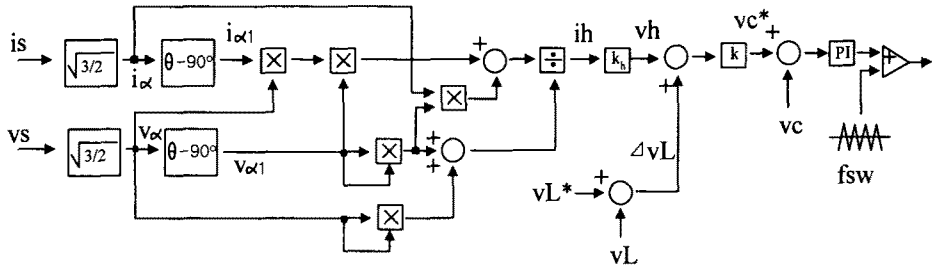 is
√3/2
iα
θ-90°
iα1
×
×
+
÷
ih
kh
vh
+
k
vc*
+
PI
+
×
vc
vs
√3/2
vα
θ-90°
vα1
×
+
+
ΔvL
fsw
×
vL*
+
vL